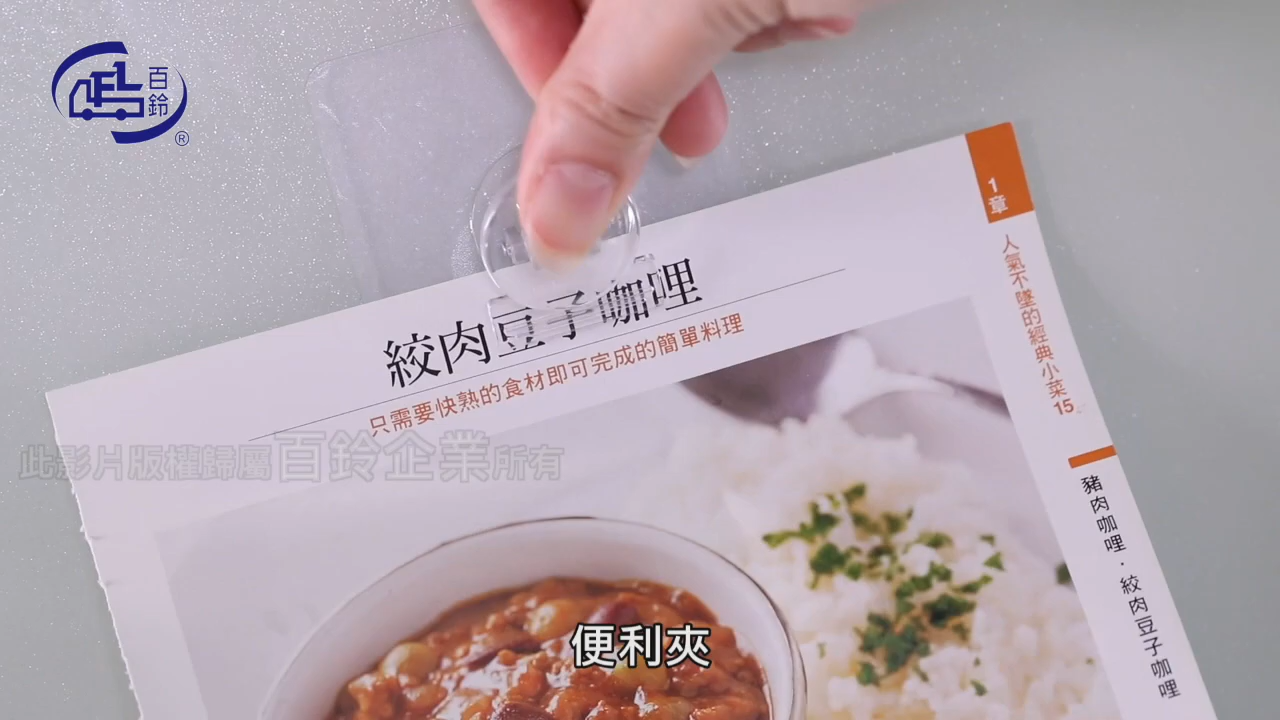 百鈴
®
1章
人氣不墜的經典小菜 15
絞肉豆子咖哩
只需要快熟的食材即可完成的簡單料理
此影片版權歸屬百鈴企業所有
豬肉咖哩・絞肉豆子咖哩
便利夾